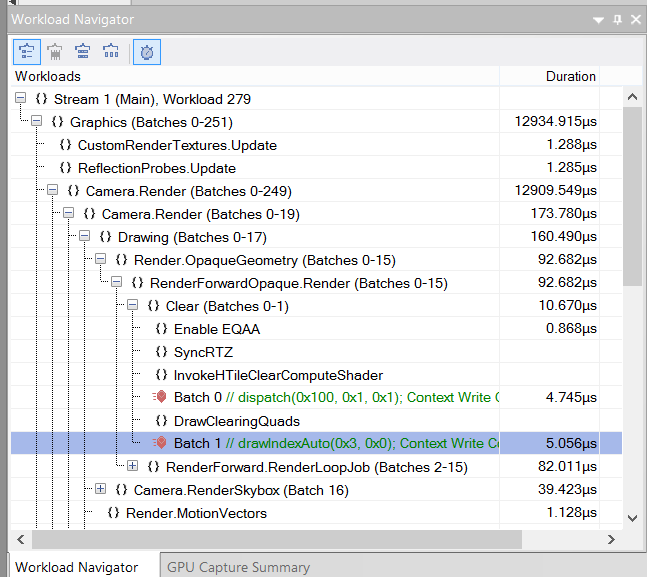 Workload Navigator
Workloads Duration
{} Stream 1 (Main), Workload 279
{} Graphics (Batches 0-251) 12934.915µs
{} CustomRenderTextures.Update 1.288µs
{} ReflectionProbes.Update 1.285µs
{} Camera.Render (Batches 0-249) 12909.549µs
{} Camera.Render (Batches 0-19) 173.780µs
{} Drawing (Batches 0-17) 160.490µs
{} Render.OpaqueGeometry (Batches 0-15) 92.682µs
{} RenderForwardOpaque.Render (Batches 0-15) 92.682µs
{} Clear (Batches 0-1) 10.670µs
{} Enable EQAA 0.868µs
{} SyncRTZ
{} InvokeHTileClearComputeShader
Batch 0 // dispatch(0x100, 0x1, 0x1); Context Write 4.745µs
{} DrawClearingQuads
Batch 1 // drawIndexAuto(0x3, 0x0); Context Write 5.056µs
{} RenderForward.RenderLoopJob (Batches 2-15) 82.011µs
{} Camera.RenderSkybox (Batch 16) 39.423µs
{} Render.MotionVectors 1.128µs
Workload Navigator GPU Capture Summary